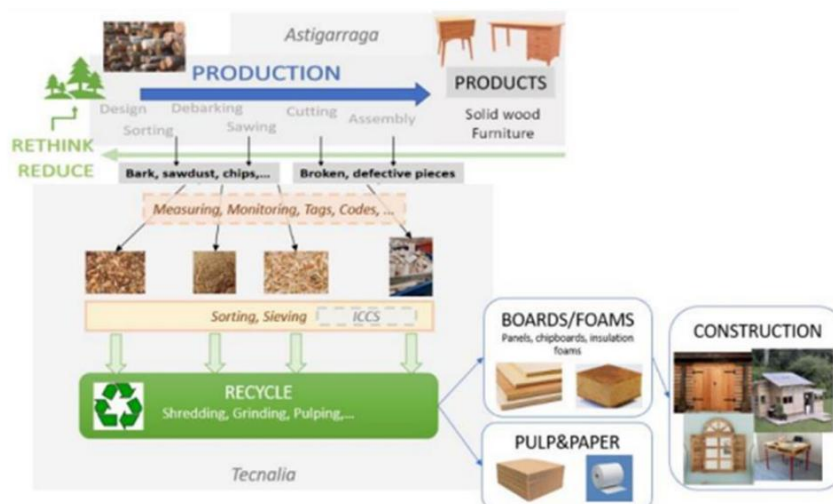 Astigarraga
PRODUCTION
PRODUCTS
Design
Debarking
Cutting
Sorting
Sawing
Assembly
Solid wood
Furniture
RETHINK
REDUCE
Bark, sawdust, chips,...
Broken, defective pieces
Measuring, Monitoring, Tags, Codes, ...
Sorting, Sieving
ICCS
BOARDS/FOAMS
Panels, chipboards, insulation
foams
CONSTRUCTION
RECYCLE
Shredding, Grinding, Pulping,...
PULP&PAPER
Tecnalia